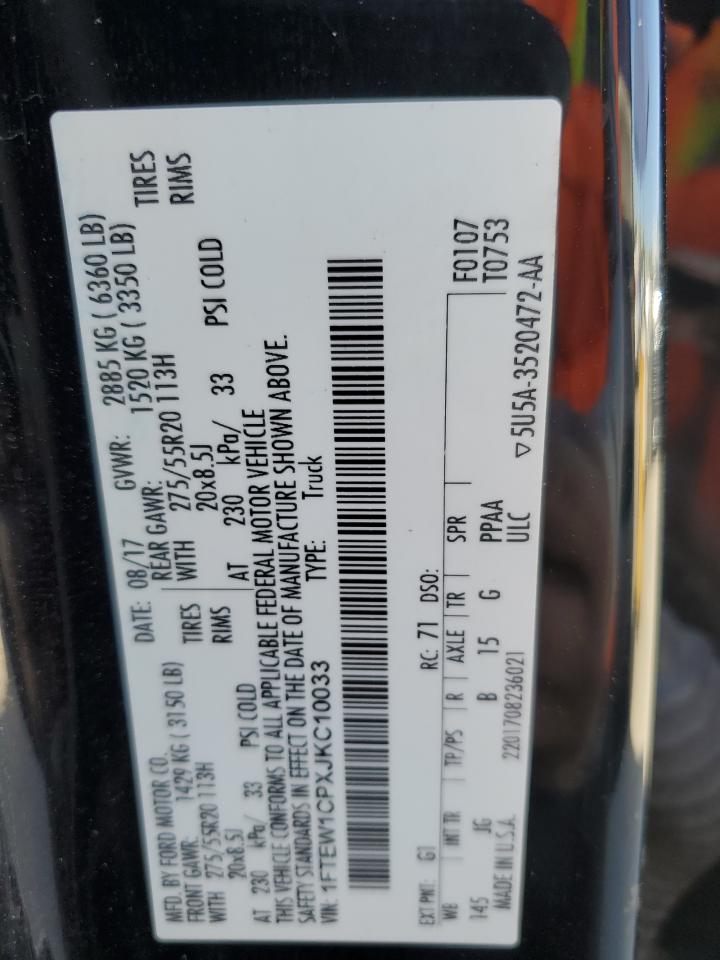 MFD. BY FORD MOTOR CO.
DATE: 08/17 GVWR: 2885 KG ( 6360 LB)
FRONT GAWR: 1429 KG ( 3150 LB)
REAR GAWR: 1520 KG ( 3350 LB)
WITH 275/55R20 113H TIRES
WITH 275/55R20 113H TIRES
20x8.5J RIMS
20x8.5J RIMS
AT 230 kPa/ 33 PSI COLD
AT 230 kPa/ 33 PSI COLD
THIS VEHICLE CONFORMS TO ALL APPLICABLE FEDERAL MOTOR VEHICLE
SAFETY STANDARDS IN EFFECT ON THE DATE OF MANUFACTURE SHOWN ABOVE.
VIN: 1FTEW1CPXJKC10033 TYPE: Truck
EXT PNT: G1 RC: 71 DSO: F0107
WB INT TR TP/PS R AXLE TR SPR T0753
145 JG B 15 G PPAA
MADE IN U.S.A. 2201708236021 ULC ▽5U5A-3520472-AA